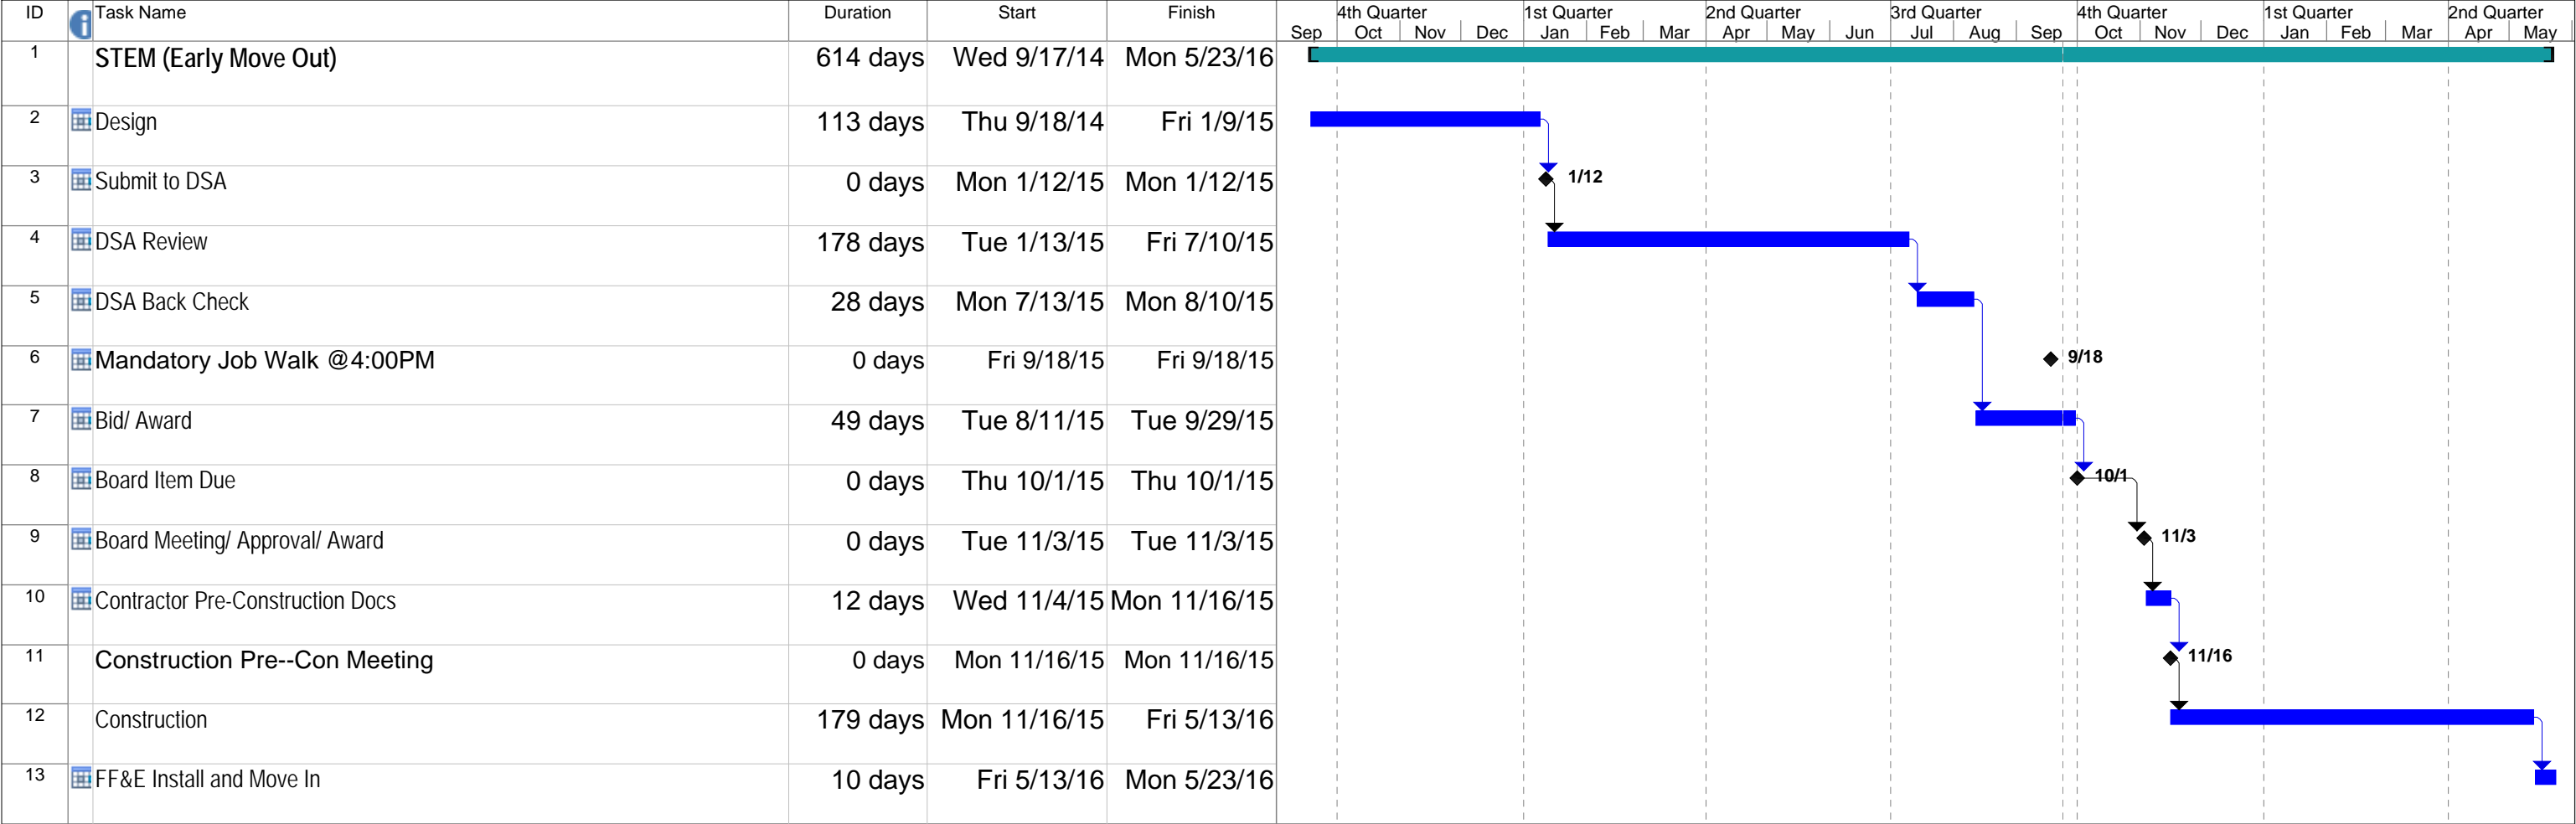 ID Task Name Duration Start Finish
4th Quarter 1st Quarter 2nd Quarter 3rd Quarter 4th Quarter 1st Quarter 2nd Quarter
Sep Oct Nov Dec Jan Feb Mar Apr May Jun Jul Aug Sep Oct Nov Dec Jan Feb Mar Apr May
1 STEM (Early Move Out) 614 days Wed 9/17/14 Mon 5/23/16
2 Design 113 days Thu 9/18/14 Fri 1/9/15
3 Submit to DSA 0 days Mon 1/12/15 Mon 1/12/15 1/12
4 DSA Review 178 days Tue 1/13/15 Fri 7/10/15
5 DSA Back Check 28 days Mon 7/13/15 Mon 8/10/15
6 Mandatory Job Walk @4:00PM 0 days Fri 9/18/15 Fri 9/18/15 9/18
7 Bid/ Award 49 days Tue 8/11/15 Tue 9/29/15
8 Board Item Due 0 days Thu 10/1/15 Thu 10/1/15 10/1
9 Board Meeting/ Approval/ Award 0 days Tue 11/3/15 Tue 11/3/15 11/3
10 Contractor Pre-Construction Docs 12 days Wed 11/4/15 Mon 11/16/15
11 Construction Pre--Con Meeting 0 days Mon 11/16/15 Mon 11/16/15 11/16
12 Construction 179 days Mon 11/16/15 Fri 5/13/16
13 FF&E Install and Move In 10 days Fri 5/13/16 Mon 5/23/16